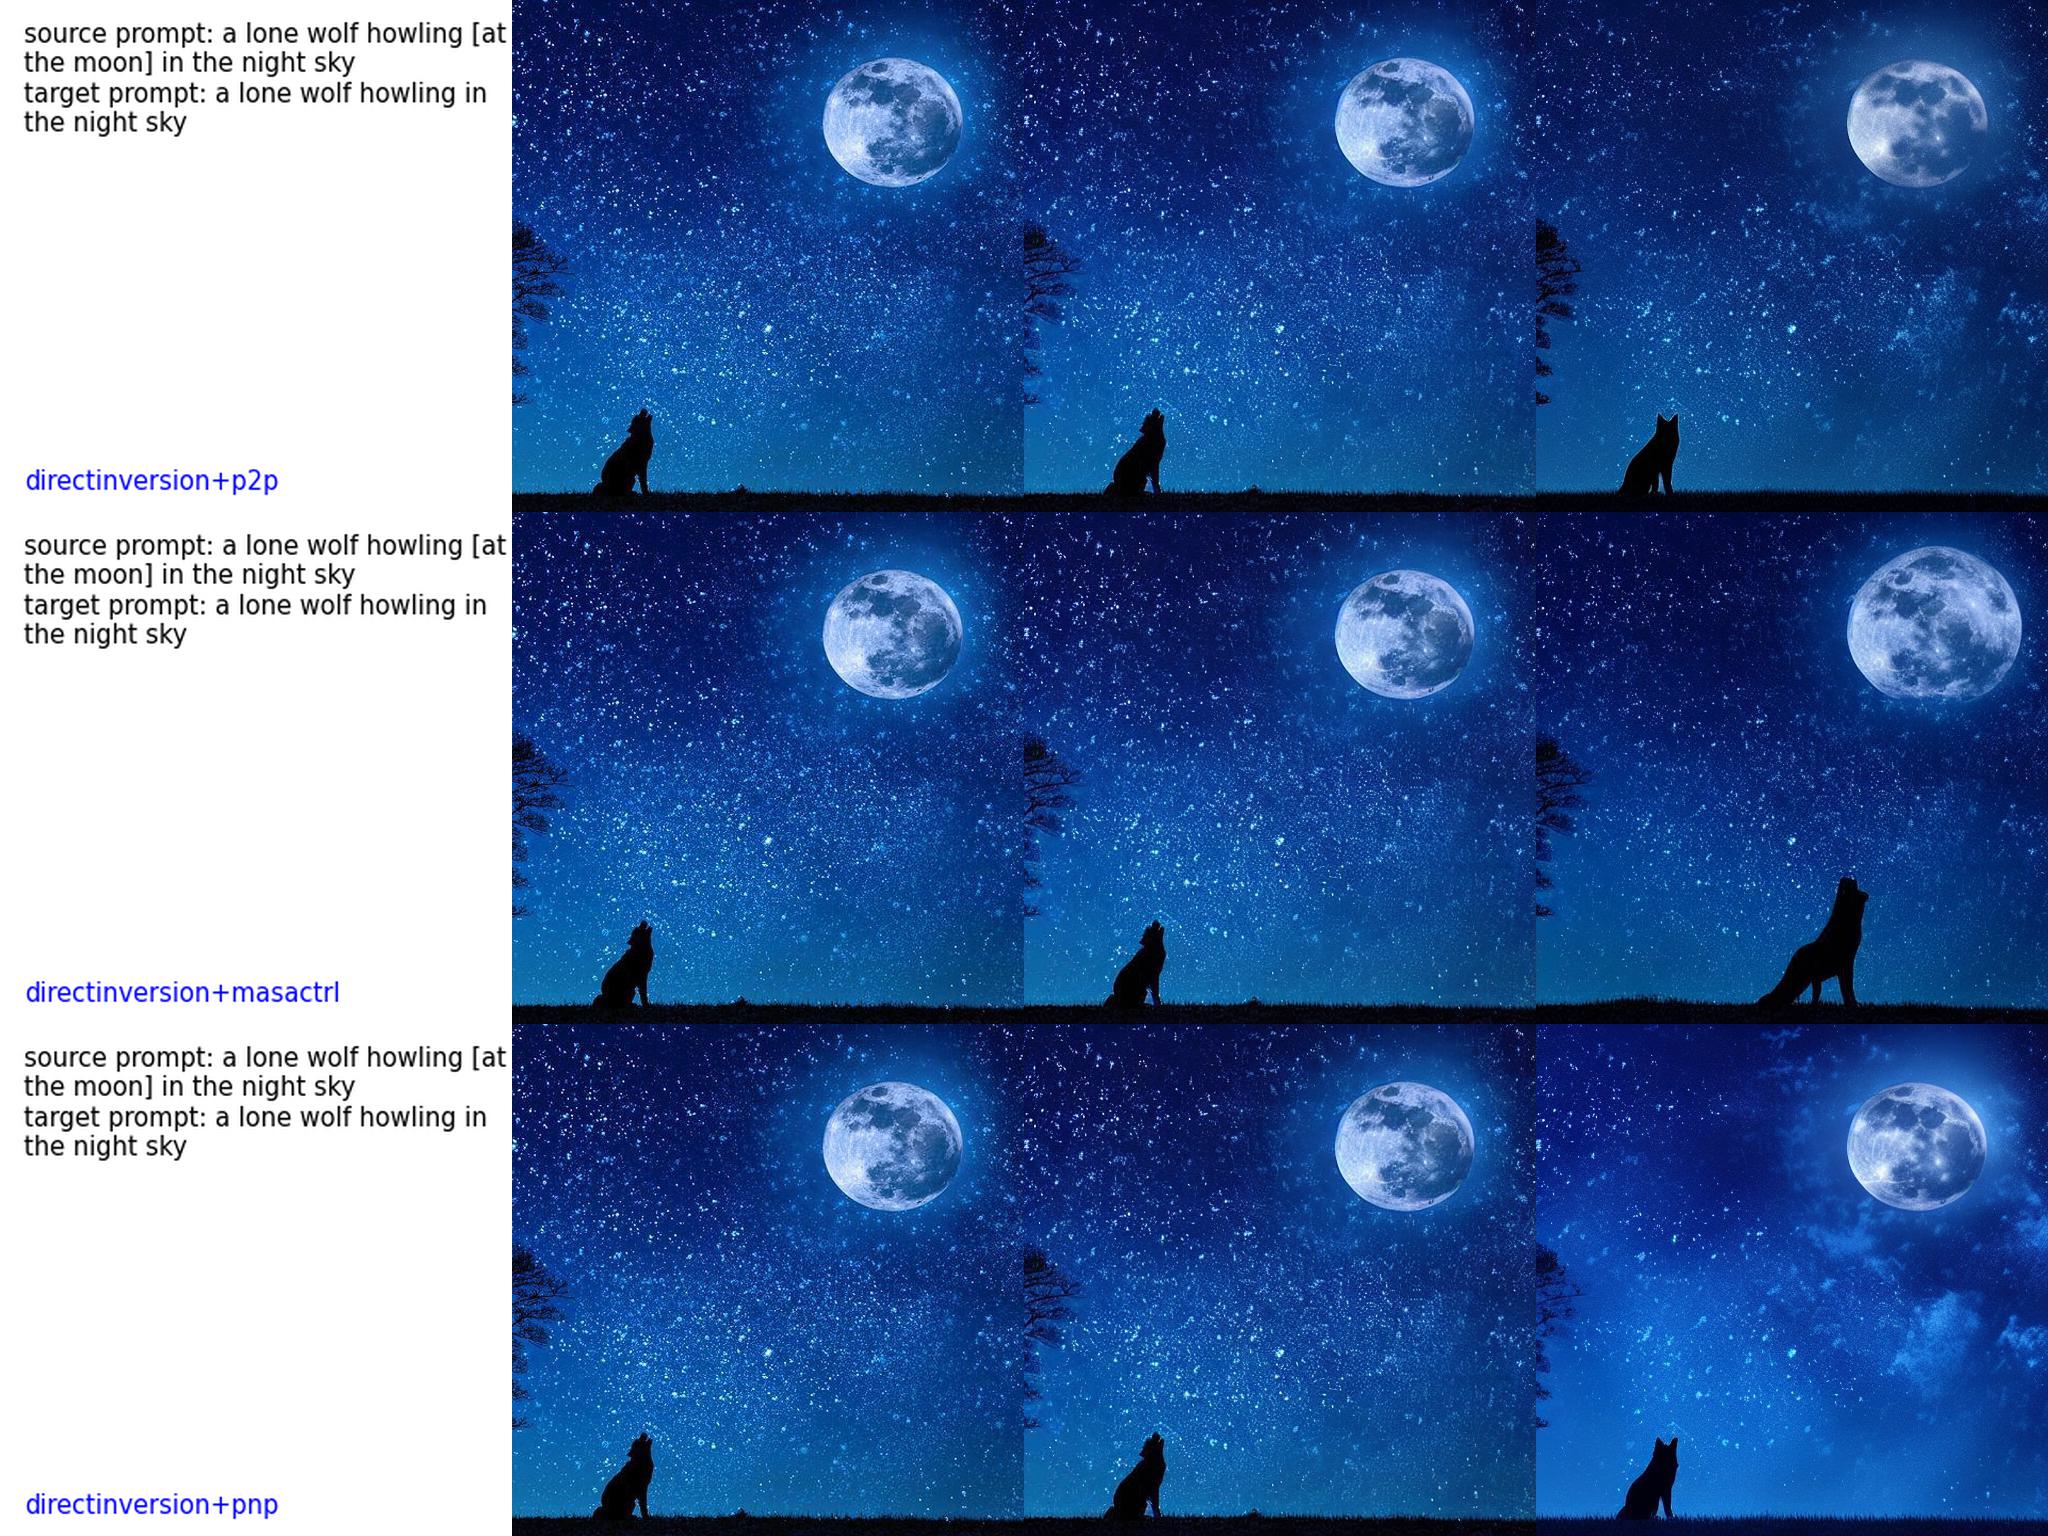 source prompt: a lone wolf howling [at
the moon] in the night sky
target prompt: a lone wolf howling in
the night sky
directinversion+p2p
source prompt: a lone wolf howling [at
the moon] in the night sky
target prompt: a lone wolf howling in
the night sky
directinversion+masactrl
source prompt: a lone wolf howling [at
the moon] in the night sky
target prompt: a lone wolf howling in
the night sky
directinversion+pnp